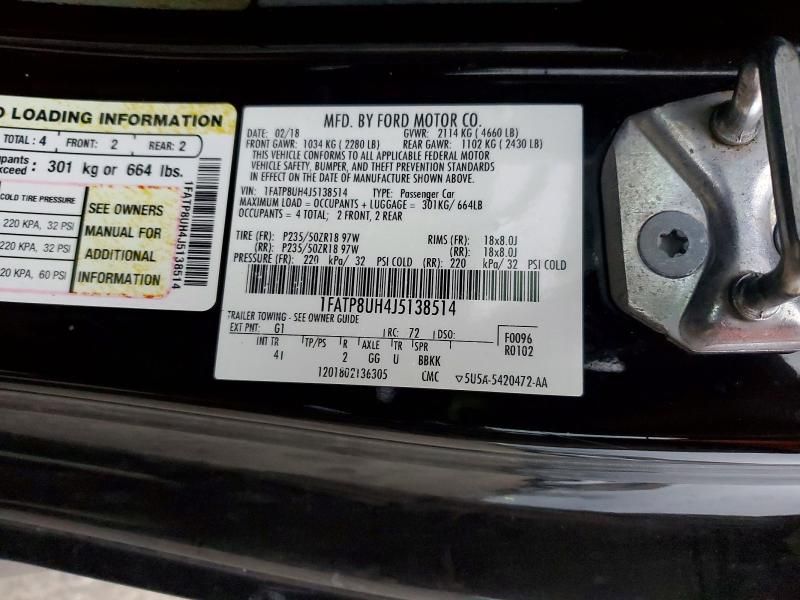 O LOADING INFORMATION
TOTAL: 4 FRONT: 2 REAR: 2
pants
xceed: 301 kg or 664 lbs.
COLD TIRE PRESSURE
220 KPA, 32 PSI
220 KPA, 32 PSI
20 KPA, 60 PSI
SEE OWNERS
MANUAL FOR
ADDITIONAL
INFORMATION
1FATP8UH4J5138514
MFD. BY FORD MOTOR CO.
DATE: 02/18 GVWR: 2114 KG ( 4660 LB)
FRONT GAWR: 1034 KG ( 2280 LB) REAR GAWR: 1102 KG ( 2430 LB)
THIS VEHICLE CONFORMS TO ALL APPLICABLE FEDERAL MOTOR
VEHICLE SAFETY, BUMPER, AND THEFT PREVENTION STANDARDS
IN EFFECT ON THE DATE OF MANUFACTURE SHOWN ABOVE.
VIN: 1FATP8UH4J5138514 TYPE: Passenger Car
MAXIMUM LOAD = OCCUPANTS + LUGGAGE = 301KG/ 664LB
OCCUPANTS = 4 TOTAL; 2 FRONT, 2 REAR
TIRE (FR): P235/50ZR18 97W RIMS (FR): 18x8.0J
(RR): P235/50ZR18 97W (RR): 18x8.0J
PRESSURE (FR): 220 kPa/ 32 PSI COLD (RR): 220 kPa/ 32 PSI COLD
1FATP8UH4J5138514
TRAILER TOWING - SEE OWNER GUIDE
EXT PNT: G1 RC: 72 DSO: F0096
R0102
INT TR TP/PS R AXLE TR SPR
4I 2 GG U BBKK
1201802136305 CMC ▽5U5A-5420472-AA